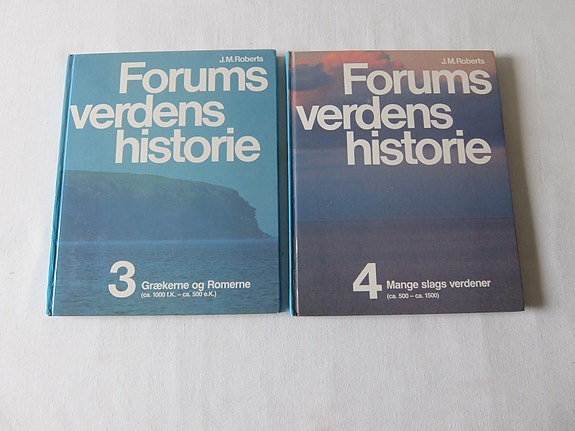 J.M.Roberts
Forums
verdens
historie
3 Grækerne og Romerne
(ca. 1000 f.K. – ca. 500 e.K.)
J.M.Roberts
Forums
verdens
historie
4 Mange slags verdener
(ca. 500 – ca. 1500)